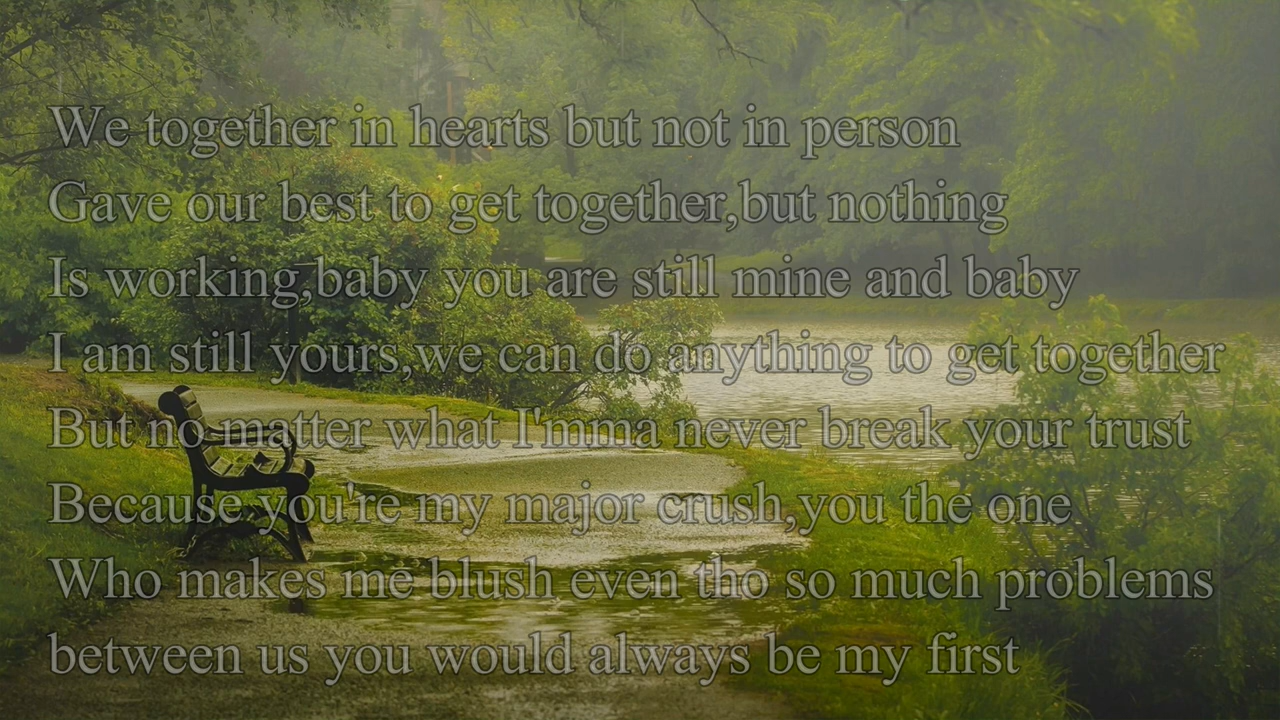 We together in hearts but not in person
Gave our best to get together,but nothing
Is working,baby you are still mine and baby
I am still yours,we can do anything to get together
But no matter what I'mma never break your trust
Because you're my major crush,you the one
Who makes me blush even tho so much problems
between us you would always be my first